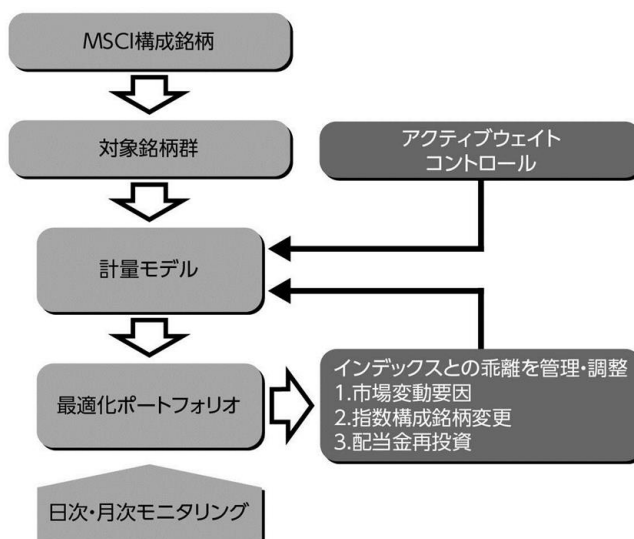 MSCI構成銘柄
対象銘柄群
アクティブウェイト
コントロール
計量モデル
最適化ポートフォリオ
インデックスとの乖離を管理・調整
1.市場変動要因
2.指数構成銘柄変更
3.配当金再投資
日次・月次モニタリング